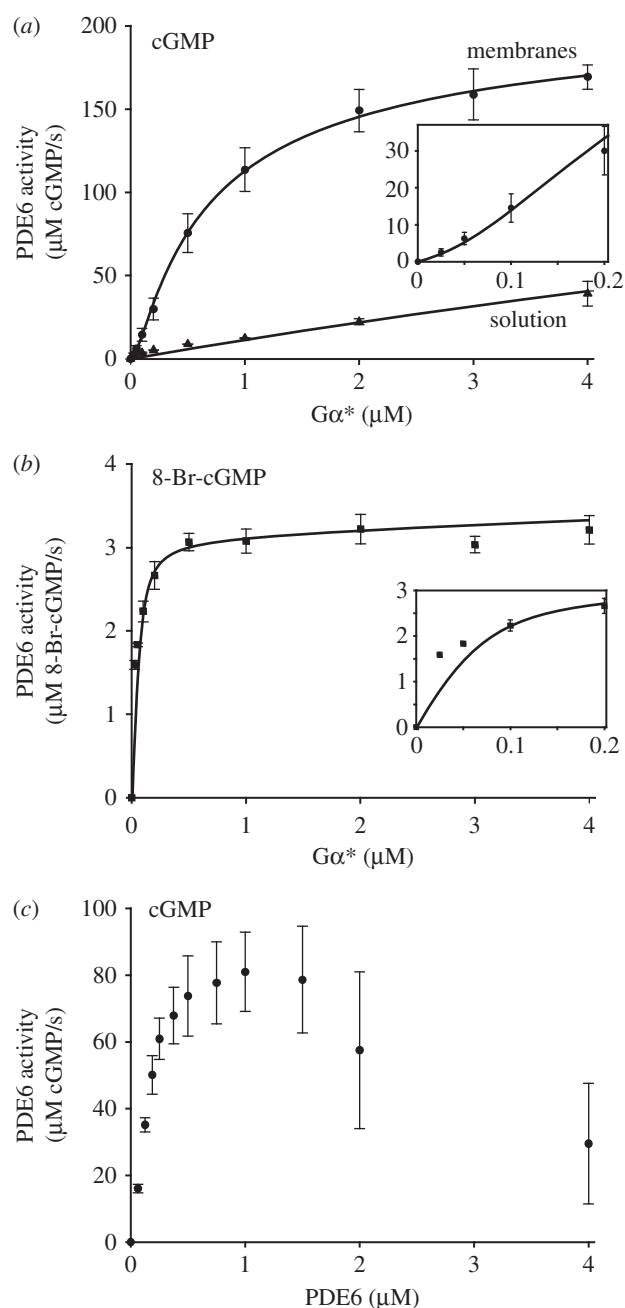 (a)
cGMP
membranes
solution
PDE6 activity
(µM cGMP/s)
200
150
100
50
0
0 1 2 3 4
Gα* (µM)
30
20
10
0
0 0.1 0.2
(b)
8-Br-cGMP
PDE6 activity
(µM 8-Br-cGMP/s)
4
3
2
1
0
0 1 2 3 4
Gα* (µM)
3
2
1
0
0 0.1 0.2
(c)
cGMP
PDE6 activity
(µM cGMP/s)
100
80
60
40
20
0
0 1 2 3 4
PDE6 (µM)